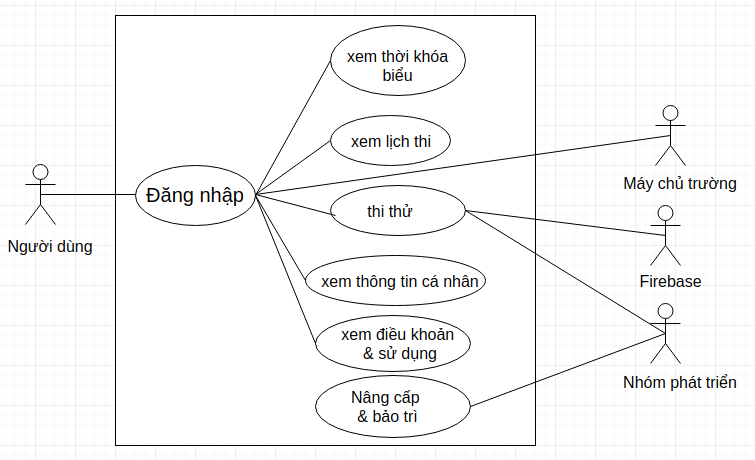 xem thời khóa
biểu
xem lịch thi
Máy chủ trường
Đăng nhập
thi thử
Người dùng
Firebase
xem thông tin cá nhân
xem điều khoản
& sử dụng
Nhóm phát triển
Nâng cấp
& bảo trì